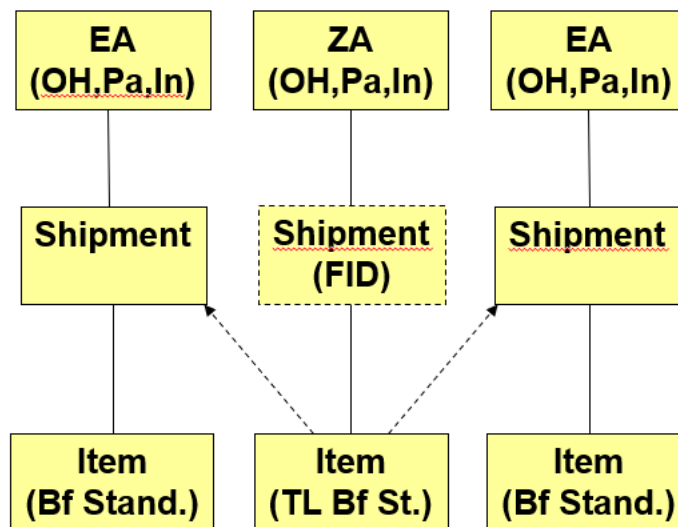 EA
(OH,Pa,In)
ZA
(OH,Pa,In)
EA
(OH,Pa,In)
Shipment
Shipment
(FID)
Shipment
Item
(Bf Stand.)
Item
(TL Bf St.)
Item
(Bf Stand.)